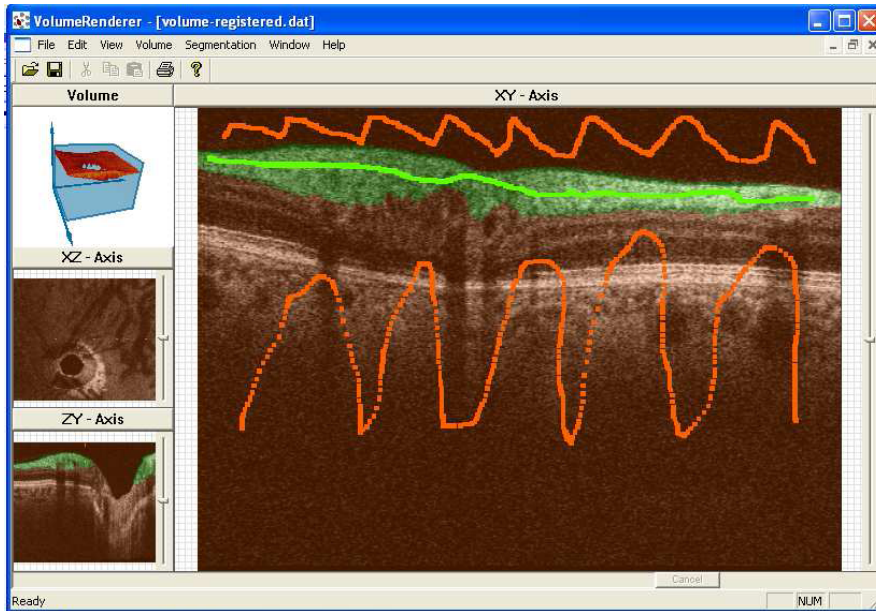 VolumeRenderer - [volume-registered.dat]
File Edit View Volume Segmentation Window Help
Volume
XY - Axis
XZ - Axis
ZY - Axis
Cancel
Ready
NUM